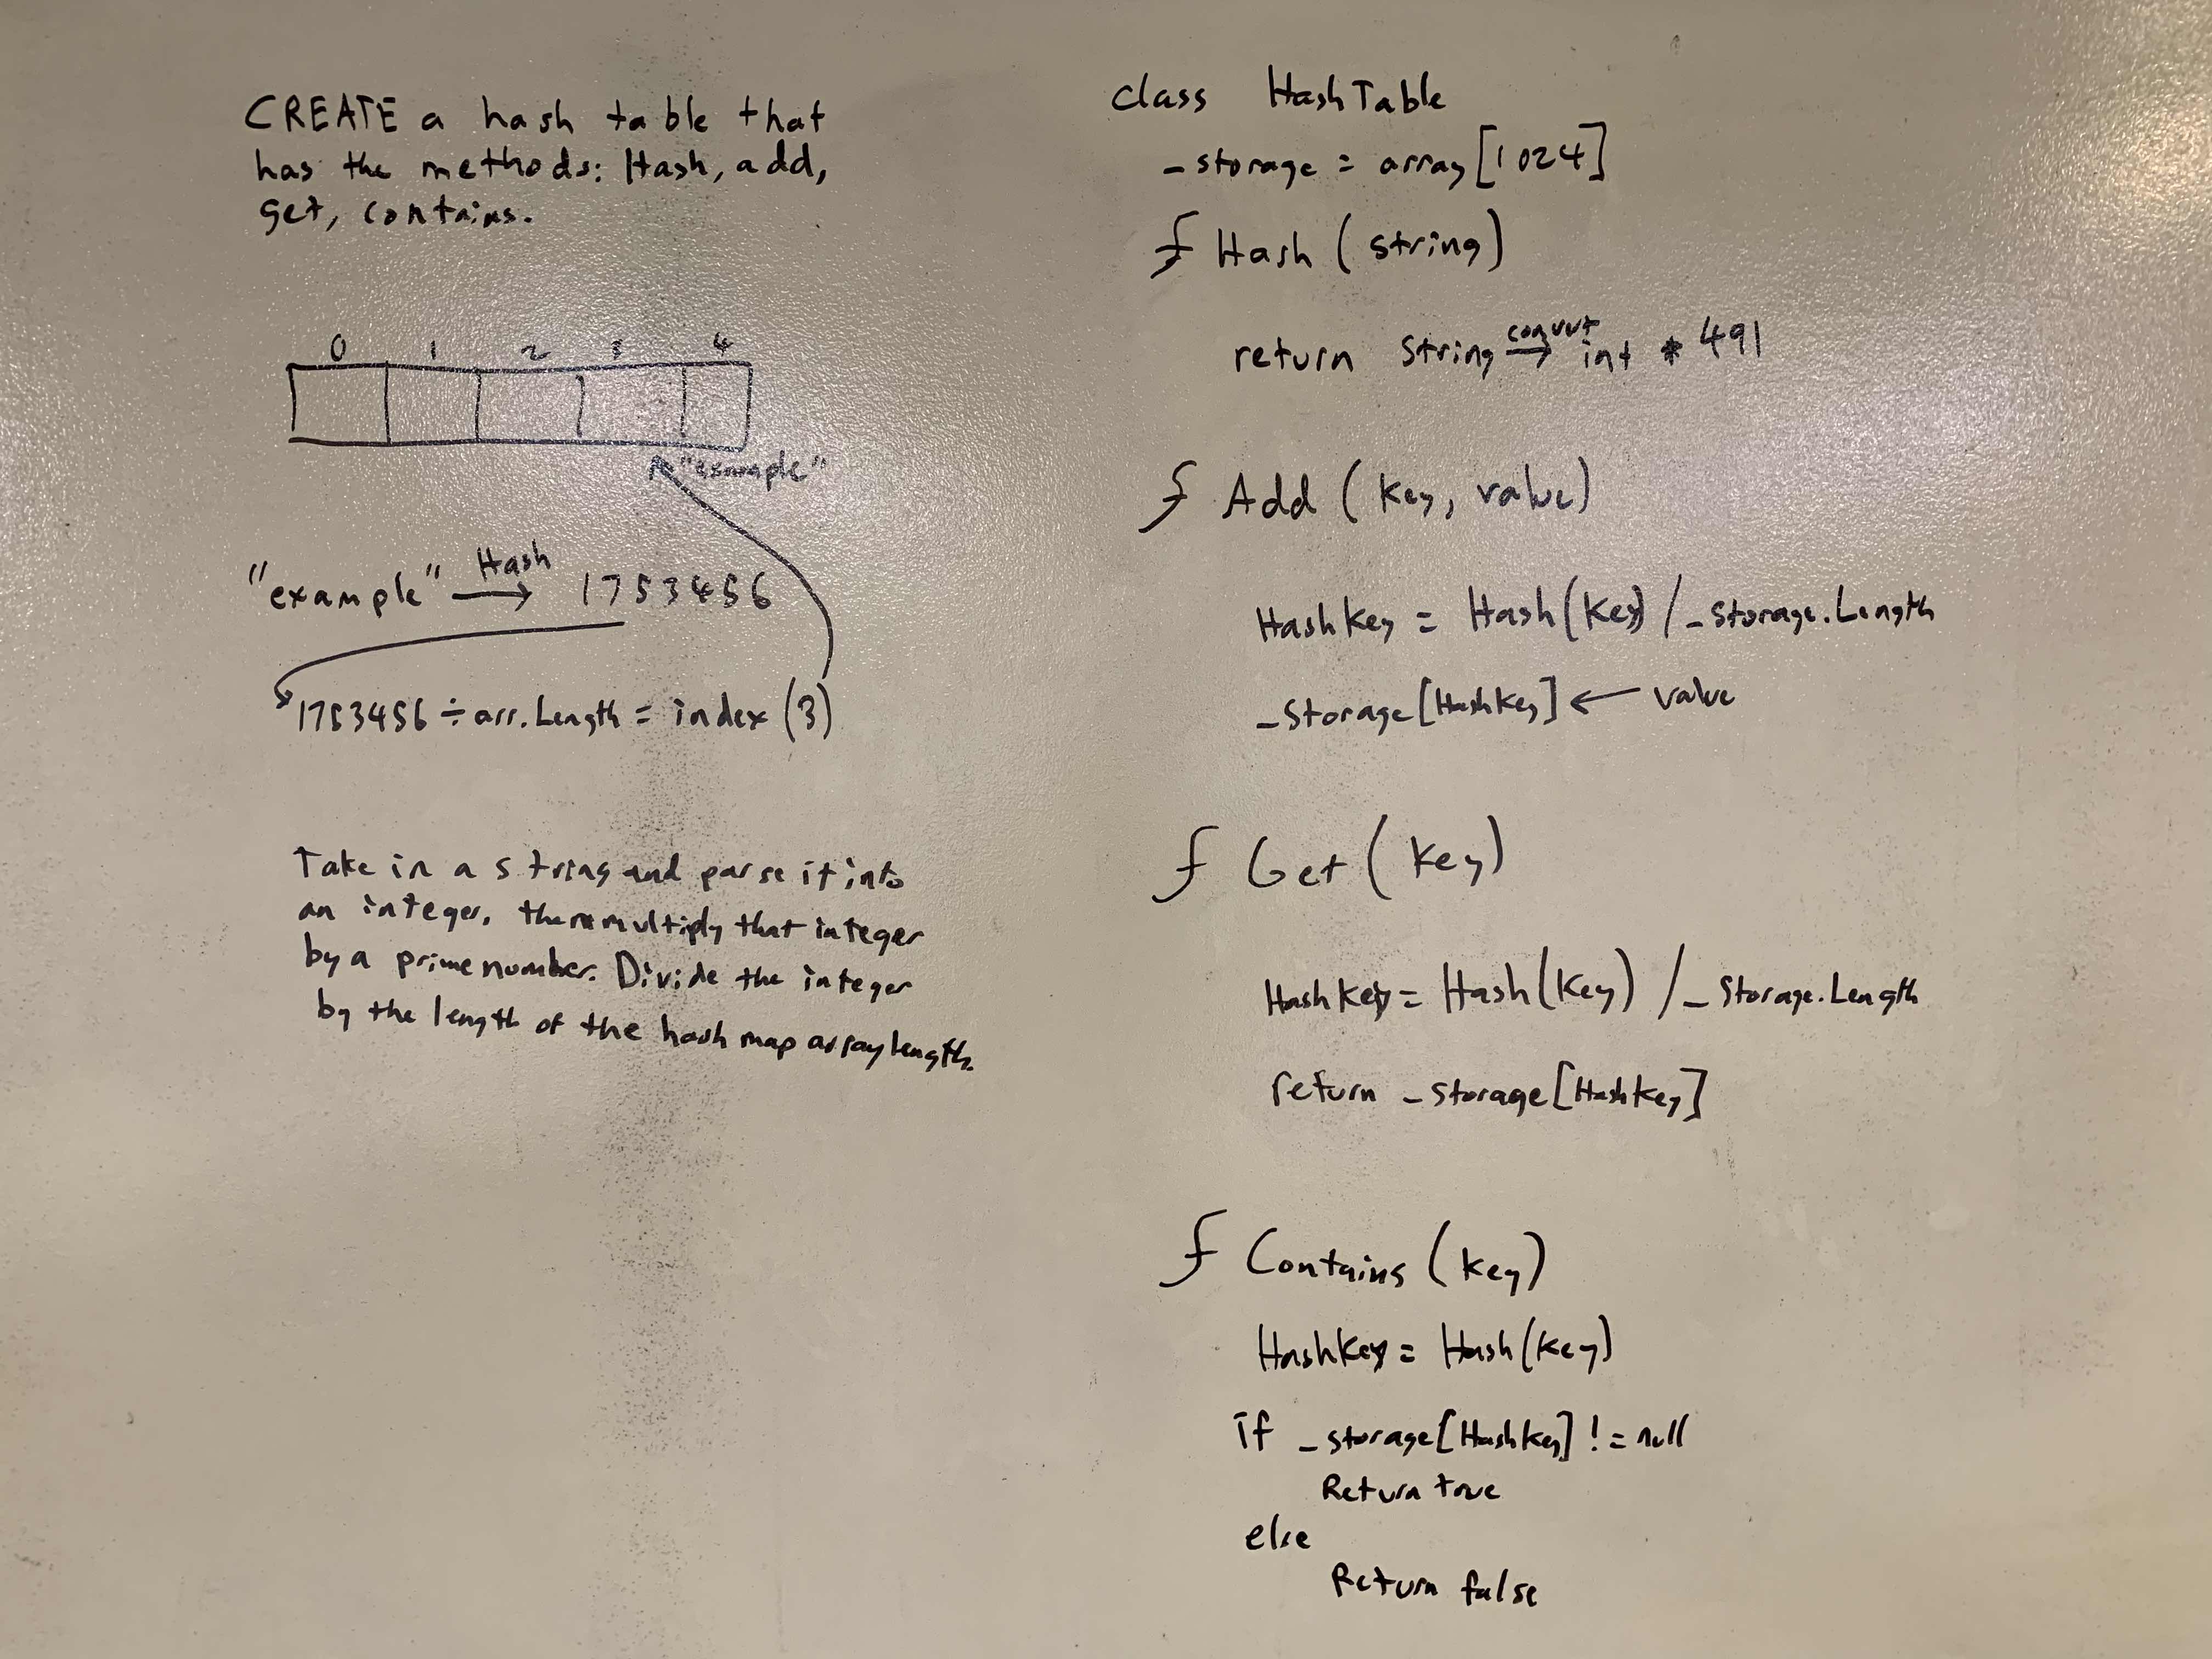 CREATE a hash table that
has the methods: Hash, add,
get, contains.
0 1 2 3 4
"example"
"example" Hash → 1753456
1753456 ÷ arr.Length = index (3)
Take in a string and parse it into
an integer, then multiply that integer
by a prime number. Divide the integer
by the length of the hash map array length.
class HashTable
_storage = array[1024]
f Hash (string)
return string convert → int * 491
f Add (key, value)
HashKey = Hash(Key) / _Storage.Length
_Storage[HashKey] ← value
f Get (key)
HashKey = Hash(Key) / _Storage.Length
return _storage[HashKey]
f Contains (key)
HashKey = Hash(Key)
if _storage[HashKey] != null
Return true
else
Return false